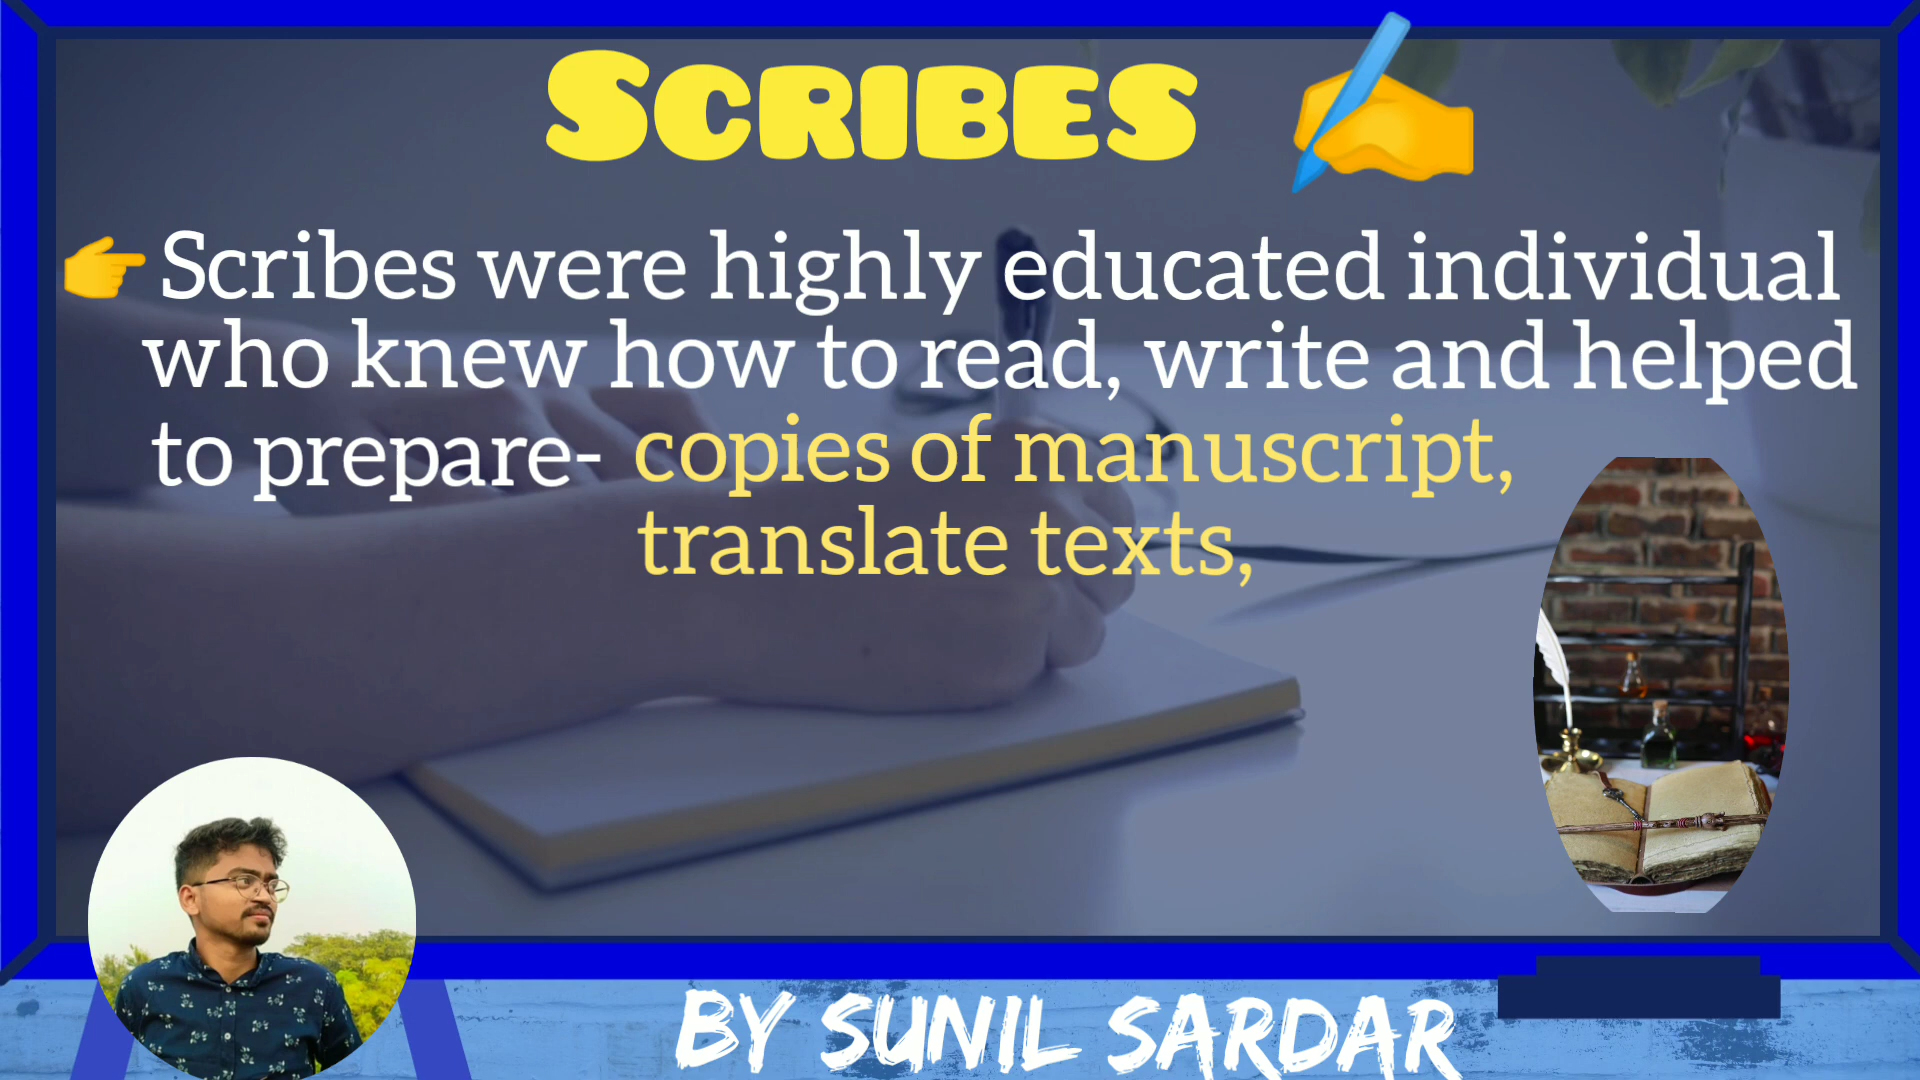 SCRIBES
Scribes were highly educated individual
who knew how to read, write and helped
to prepare- copies of manuscript,
translate texts,
BY SUNIL SARDAR